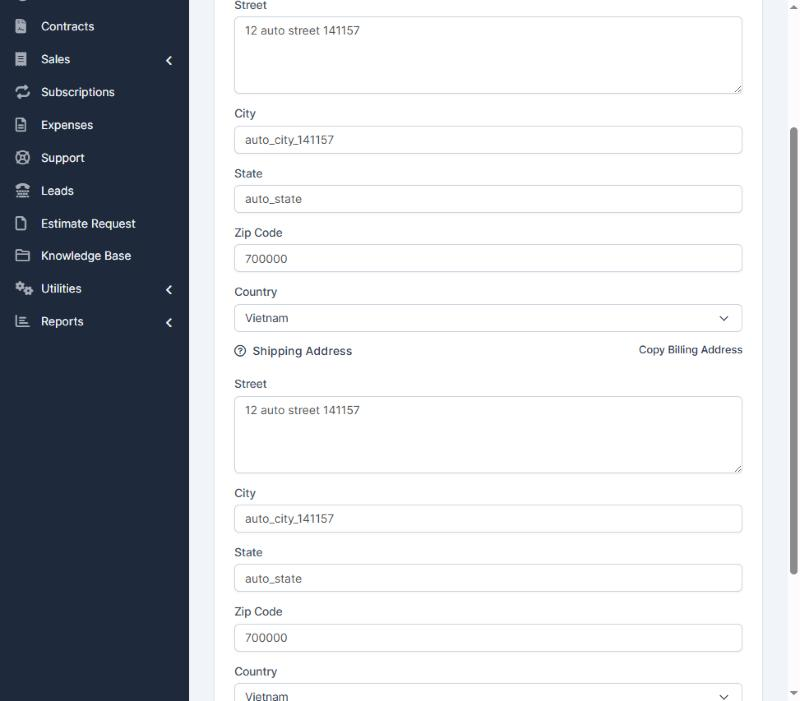 Contracts
Sales
Subscriptions
Expenses
Support
Leads
Estimate Request
Knowledge Base
Utilities
Reports
Street
12 auto street 141157
City
auto_city_141157
State
auto_state
Zip Code
700000
Country
Vietnam
Shipping Address
Copy Billing Address
Street
12 auto street 141157
City
auto_city_141157
State
auto_state
Zip Code
700000
Country
Vietnam